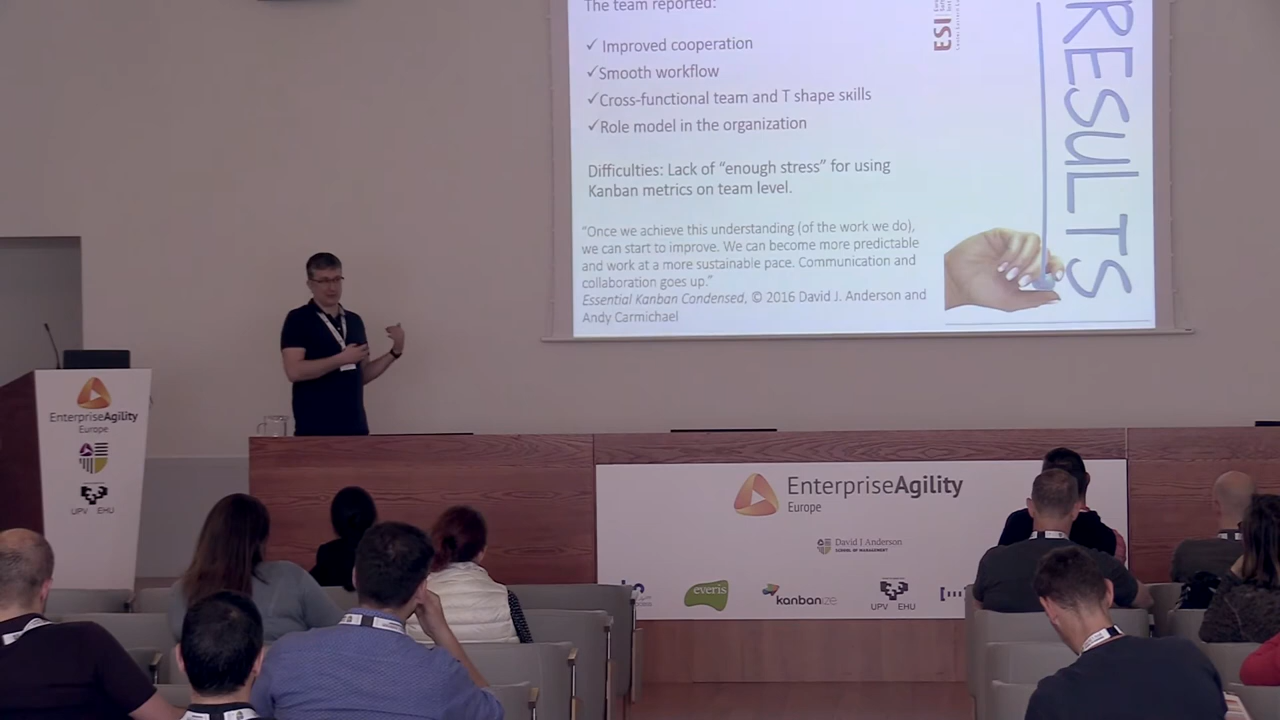 The team reported:
✓ Improved cooperation
✓Smooth workflow
✓Cross-functional team and T shape skills
✓Role model in the organization
Difficulties: Lack of "enough stress" for using
Kanban metrics on team level.
"Once we achieve this understanding (of the work we do),
we can start to improve. We can become more predictable
and work at a more sustainable pace. Communication and
collaboration goes up."
Essential Kanban Condensed, © 2016 David J. Anderson and
Andy Carmichael
ESI
RESULTS
EnterpriseAgility
Europe
UPV EHU
EnterpriseAgility
Europe
David J Anderson
SCHOOL OF MANAGEMENT
everis
kanbanize
UPV EHU